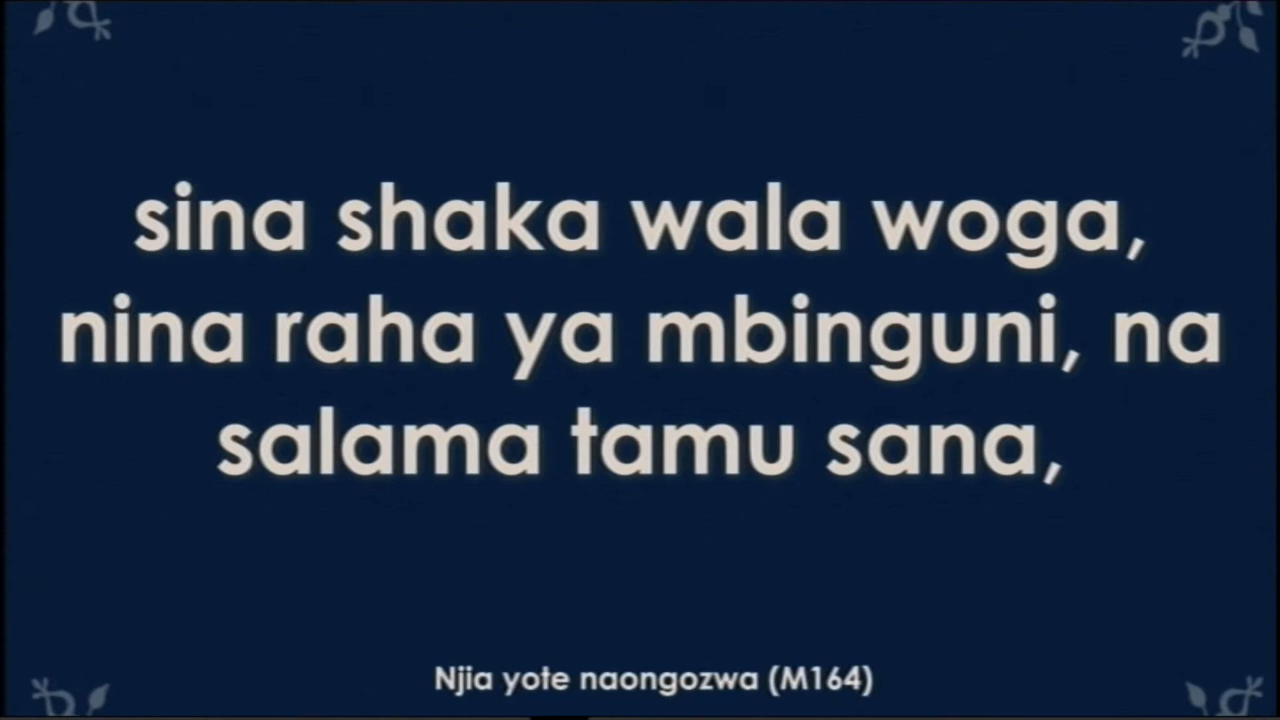 sina shaka wala woga,
nina raha ya mbinguni, na
salama tamu sana,
Njia yote naongozwa (M164)